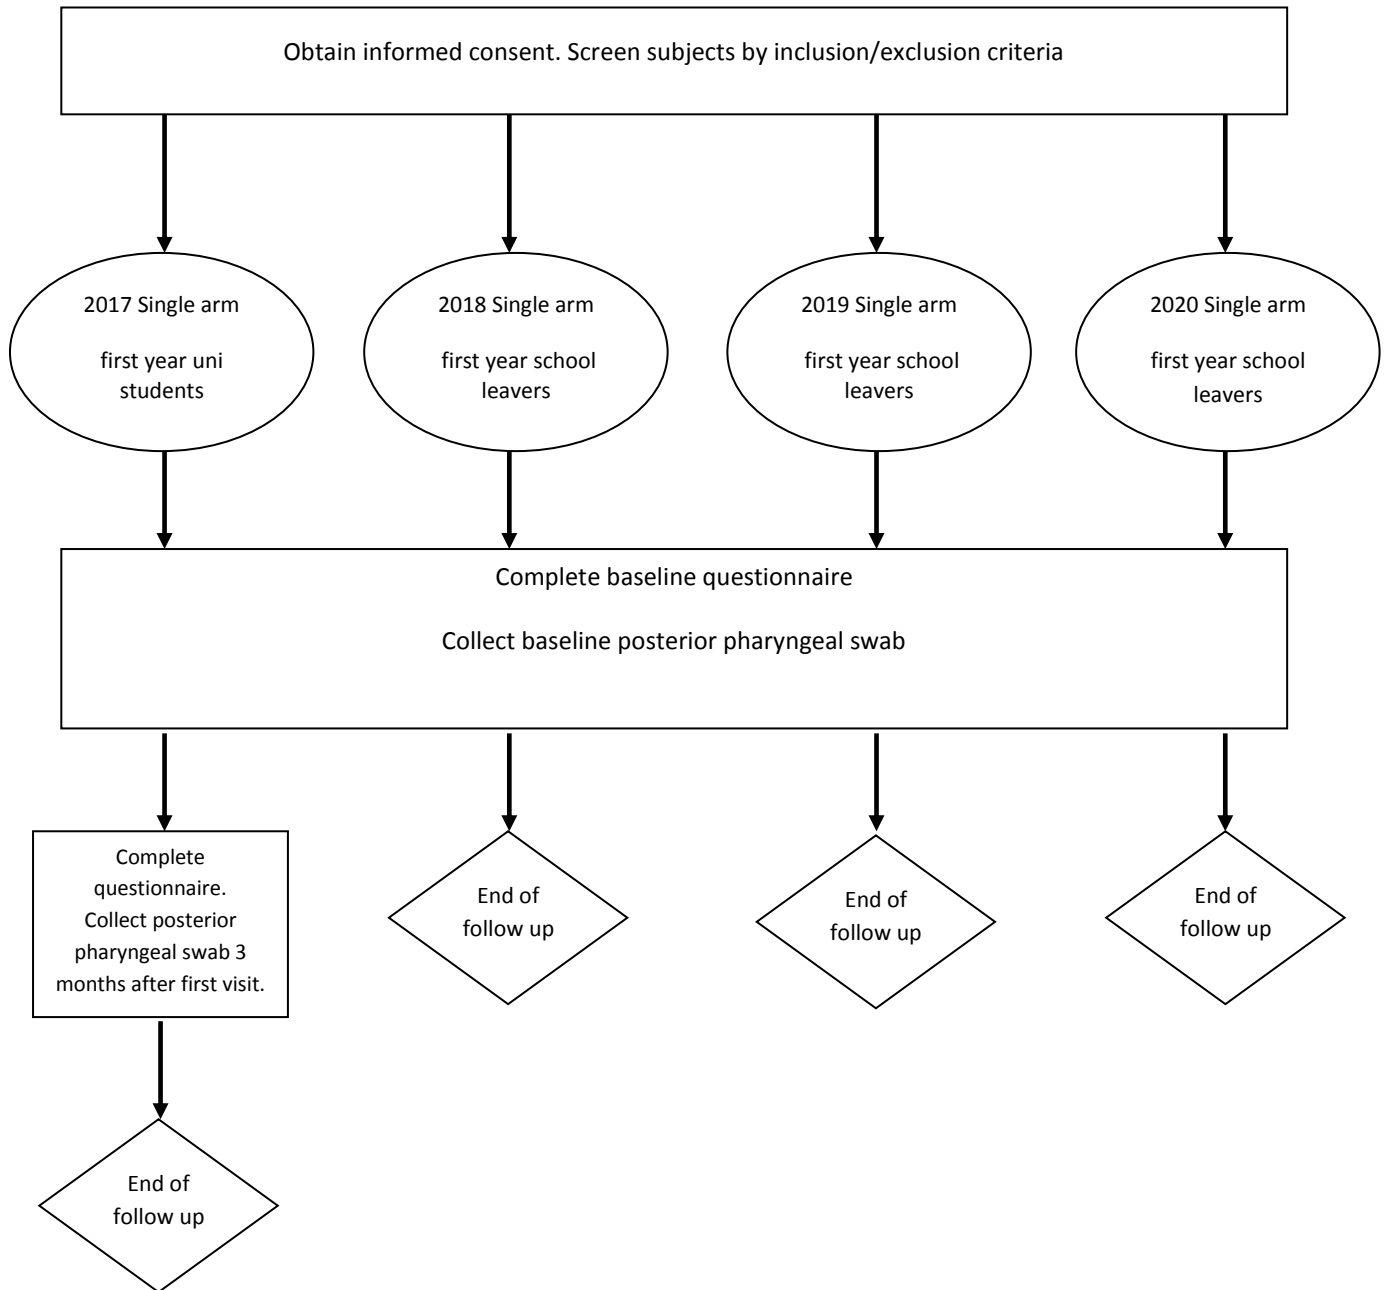 Obtain informed consent. Screen subjects by inclusion/exclusion criteria
2017 Single arm
first year uni
students
2018 Single arm
first year school
leavers
2019 Single arm
first year school
leavers
2020 Single arm
first year school
leavers
Complete baseline questionnaire
Collect baseline posterior pharyngeal swab
Complete
questionnaire.
Collect posterior
pharyngeal swab 3
months after first visit.
End of
follow up
End of
follow up
End of
follow up
End of
follow up